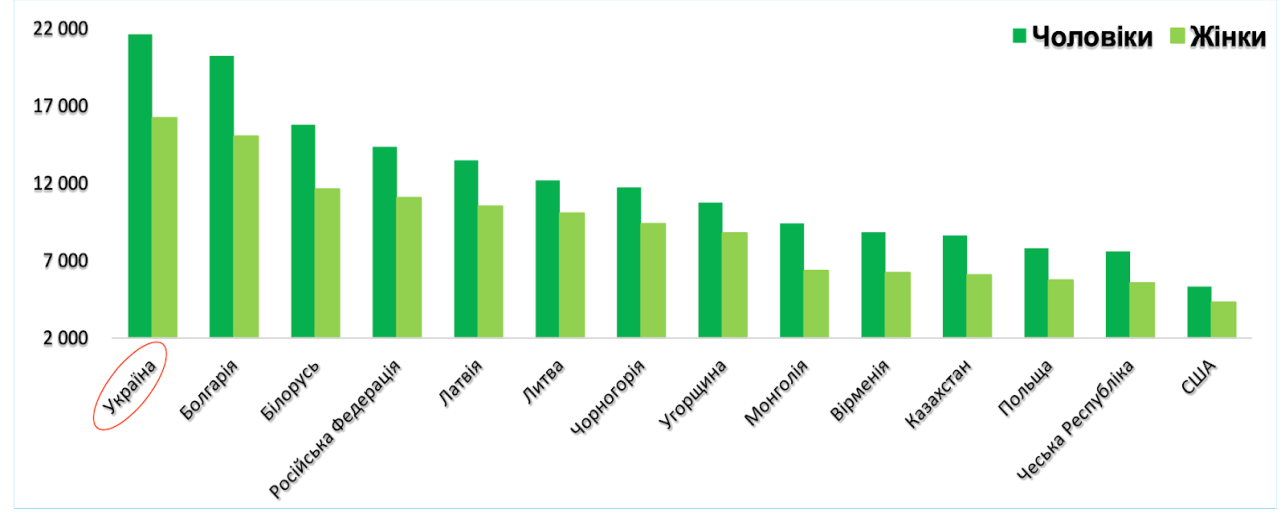 22 000
17 000
12 000
7 000
2 000
Чоловіки Жінки
Україна
Болгарія
Білорусь
Російська Федерація
Латвія
Литва
Чорногорія
Угорщина
Монголія
Вірменія
Казахстан
Польща
Чеська Республіка
США